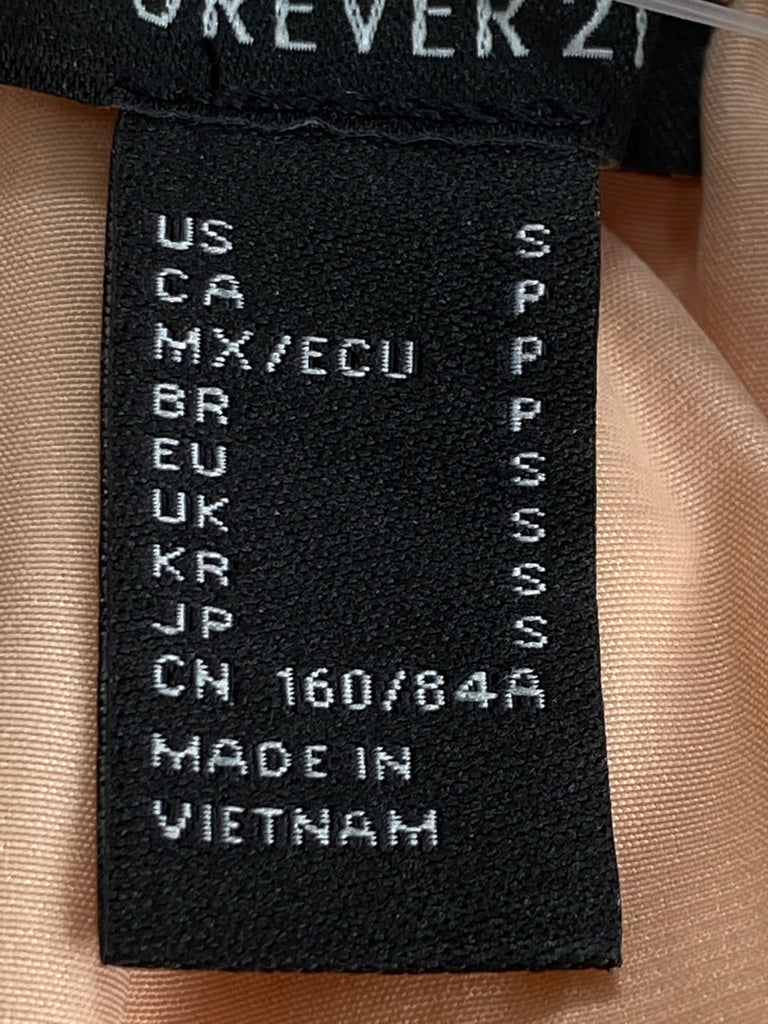 OREVER 21
US S
CA P
MX/ECU P
BR P
EU S
UK S
KR S
JP S
CN 160/84A
MADE IN
VIETNAM